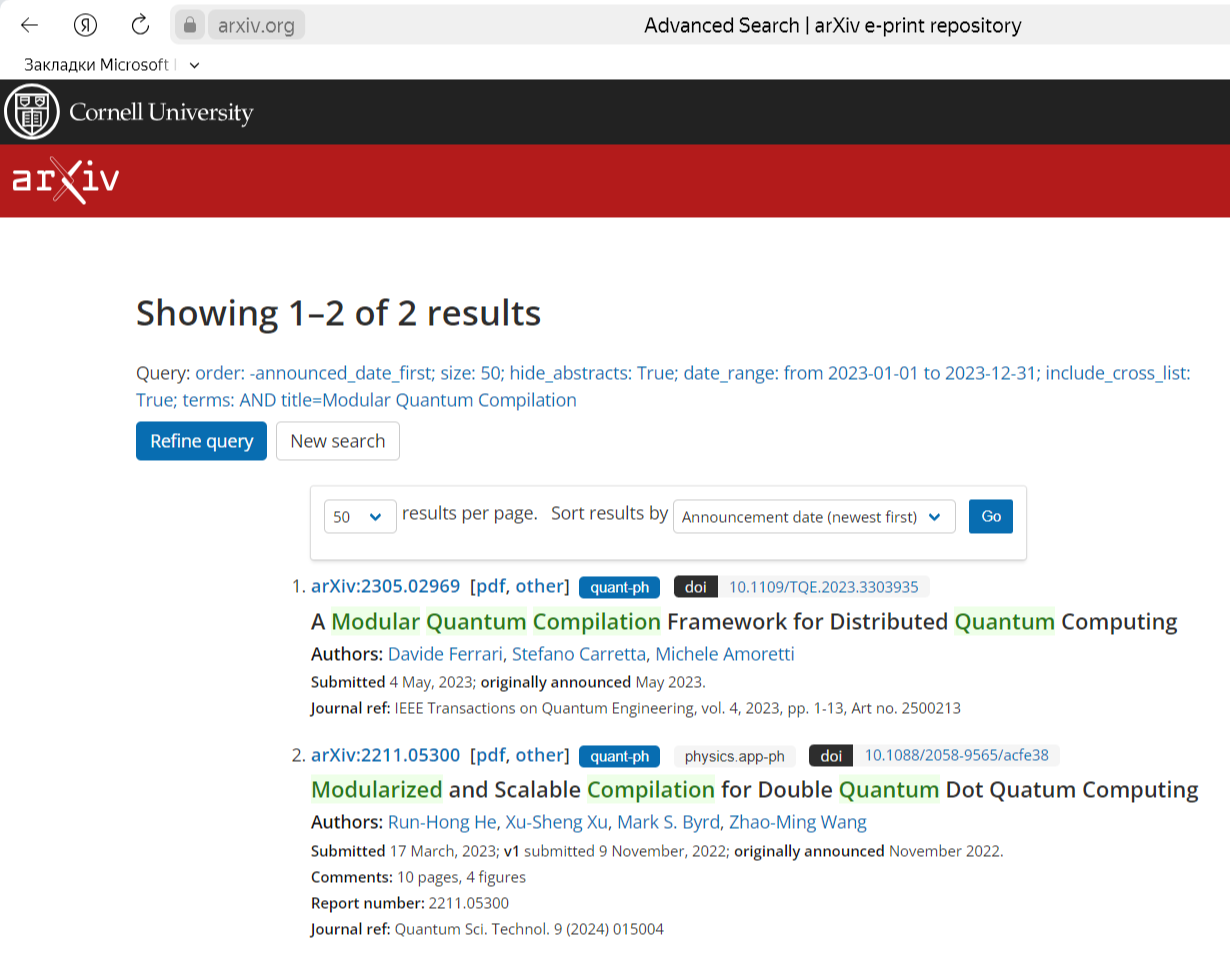 Я arxiv.org Advanced Search | arXiv e-print repository
Закладки Microsoft
Cornell University
arXiv
Showing 1–2 of 2 results
Query: order: -announced_date_first; size: 50; hide_abstracts: True; date_range: from 2023-01-01 to 2023-12-31; include_cross_list:
True; terms: AND title=Modular Quantum Compilation
Refine query New search
50 results per page. Sort results by Announcement date (newest first) Go
1. arXiv:2305.02969 [pdf, other] quant-ph doi 10.1109/TQE.2023.3303935
A Modular Quantum Compilation Framework for Distributed Quantum Computing
Authors: Davide Ferrari, Stefano Carretta, Michele Amoretti
Submitted 4 May, 2023; originally announced May 2023.
Journal ref: IEEE Transactions on Quantum Engineering, vol. 4, 2023, pp. 1-13, Art no. 2500213
2. arXiv:2211.05300 [pdf, other] quant-ph physics.app-ph doi 10.1088/2058-9565/acfe38
Modularized and Scalable Compilation for Double Quantum Dot Quatum Computing
Authors: Run-Hong He, Xu-Sheng Xu, Mark S. Byrd, Zhao-Ming Wang
Submitted 17 March, 2023; v1 submitted 9 November, 2022; originally announced November 2022.
Comments: 10 pages, 4 figures
Report number: 2211.05300
Journal ref: Quantum Sci. Technol. 9 (2024) 015004